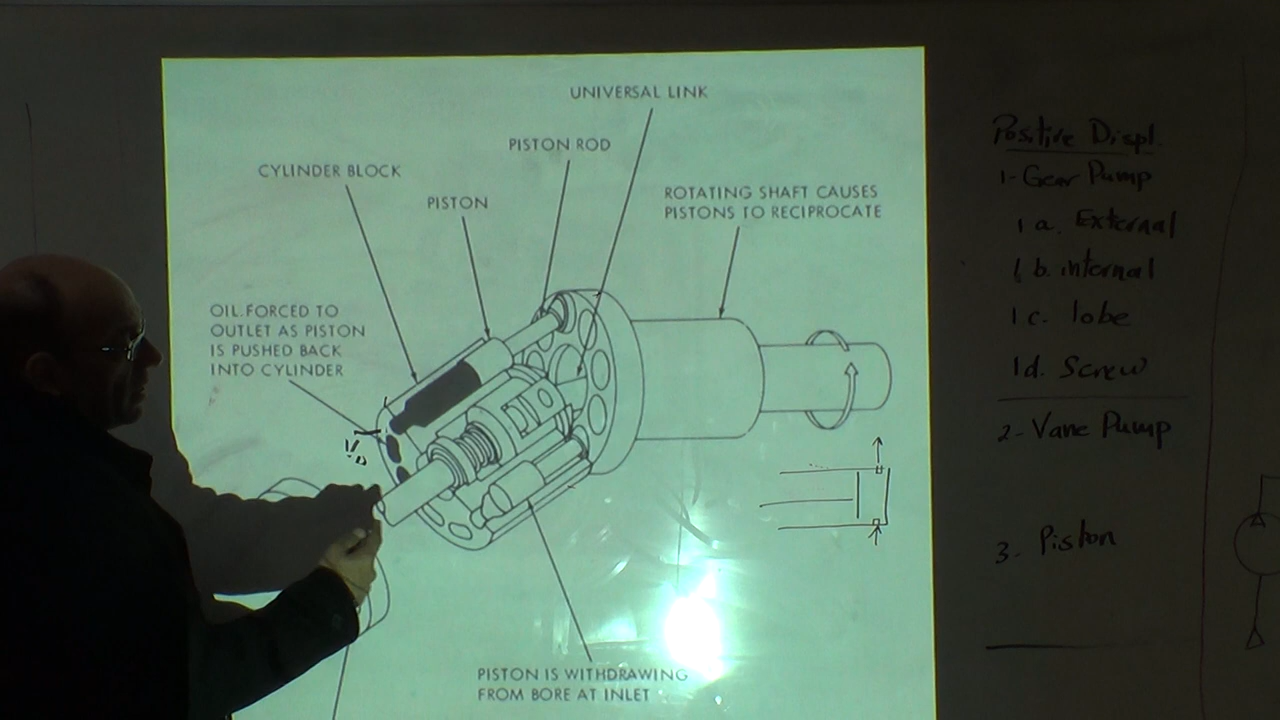 UNIVERSAL LINK
PISTON ROD
CYLINDER BLOCK
PISTON
ROTATING SHAFT CAUSES
PISTONS TO RECIPROCATE
OIL FORCED TO
OUTLET AS PISTON
IS PUSHED BACK
INTO CYLINDER
PISTON IS WITHDRAWING
FROM BORE AT INLET
Positive Displ.
1- Gear Pump
1 a. External
1 b. internal
1c. lobe
1d. Screw
2- Vane Pump
3. Piston